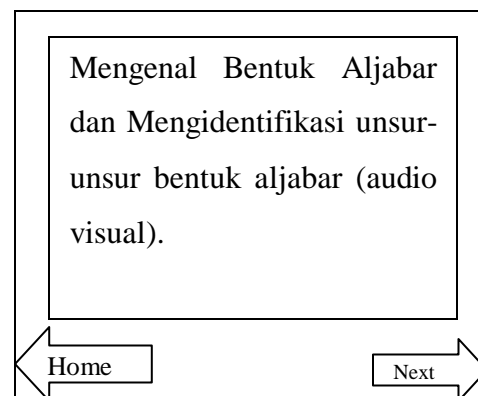 Mengenal Bentuk Aljabar
dan Mengidentifikasi unsur-
unsur bentuk aljabar (audio
visual).
Home
Next